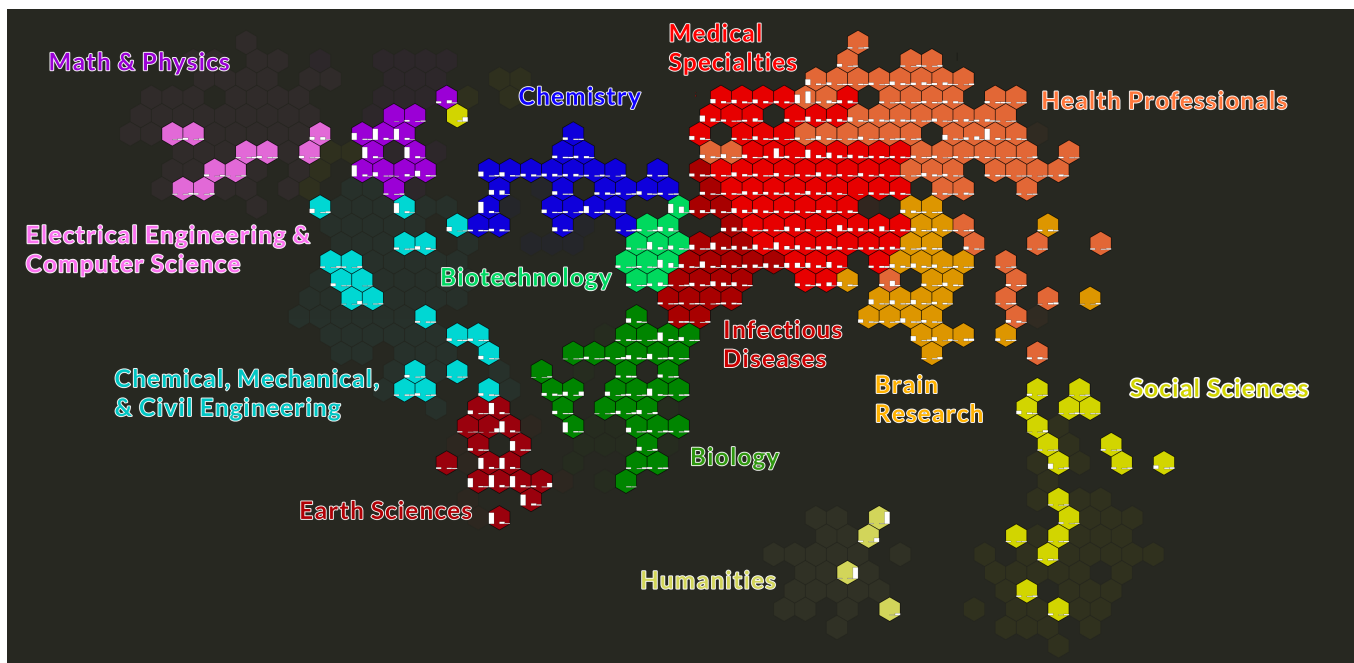 Medical
Specialties
Math & Physics
Chemistry
Health Professionals
Electrical Engineering &
Computer Science
Biotechnology
Infectious
Diseases
Chemical, Mechanical,
& Civil Engineering
Brain
Research
Social Sciences
Biology
Earth Sciences
Humanities